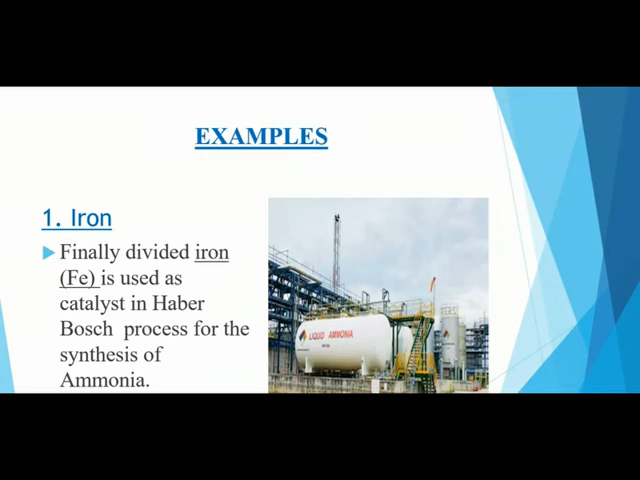 EXAMPLES
1. Iron
Finally divided iron
(Fe) is used as
catalyst in Haber
Bosch process for the
synthesis of
Ammonia.
LIQUID AMMONIA